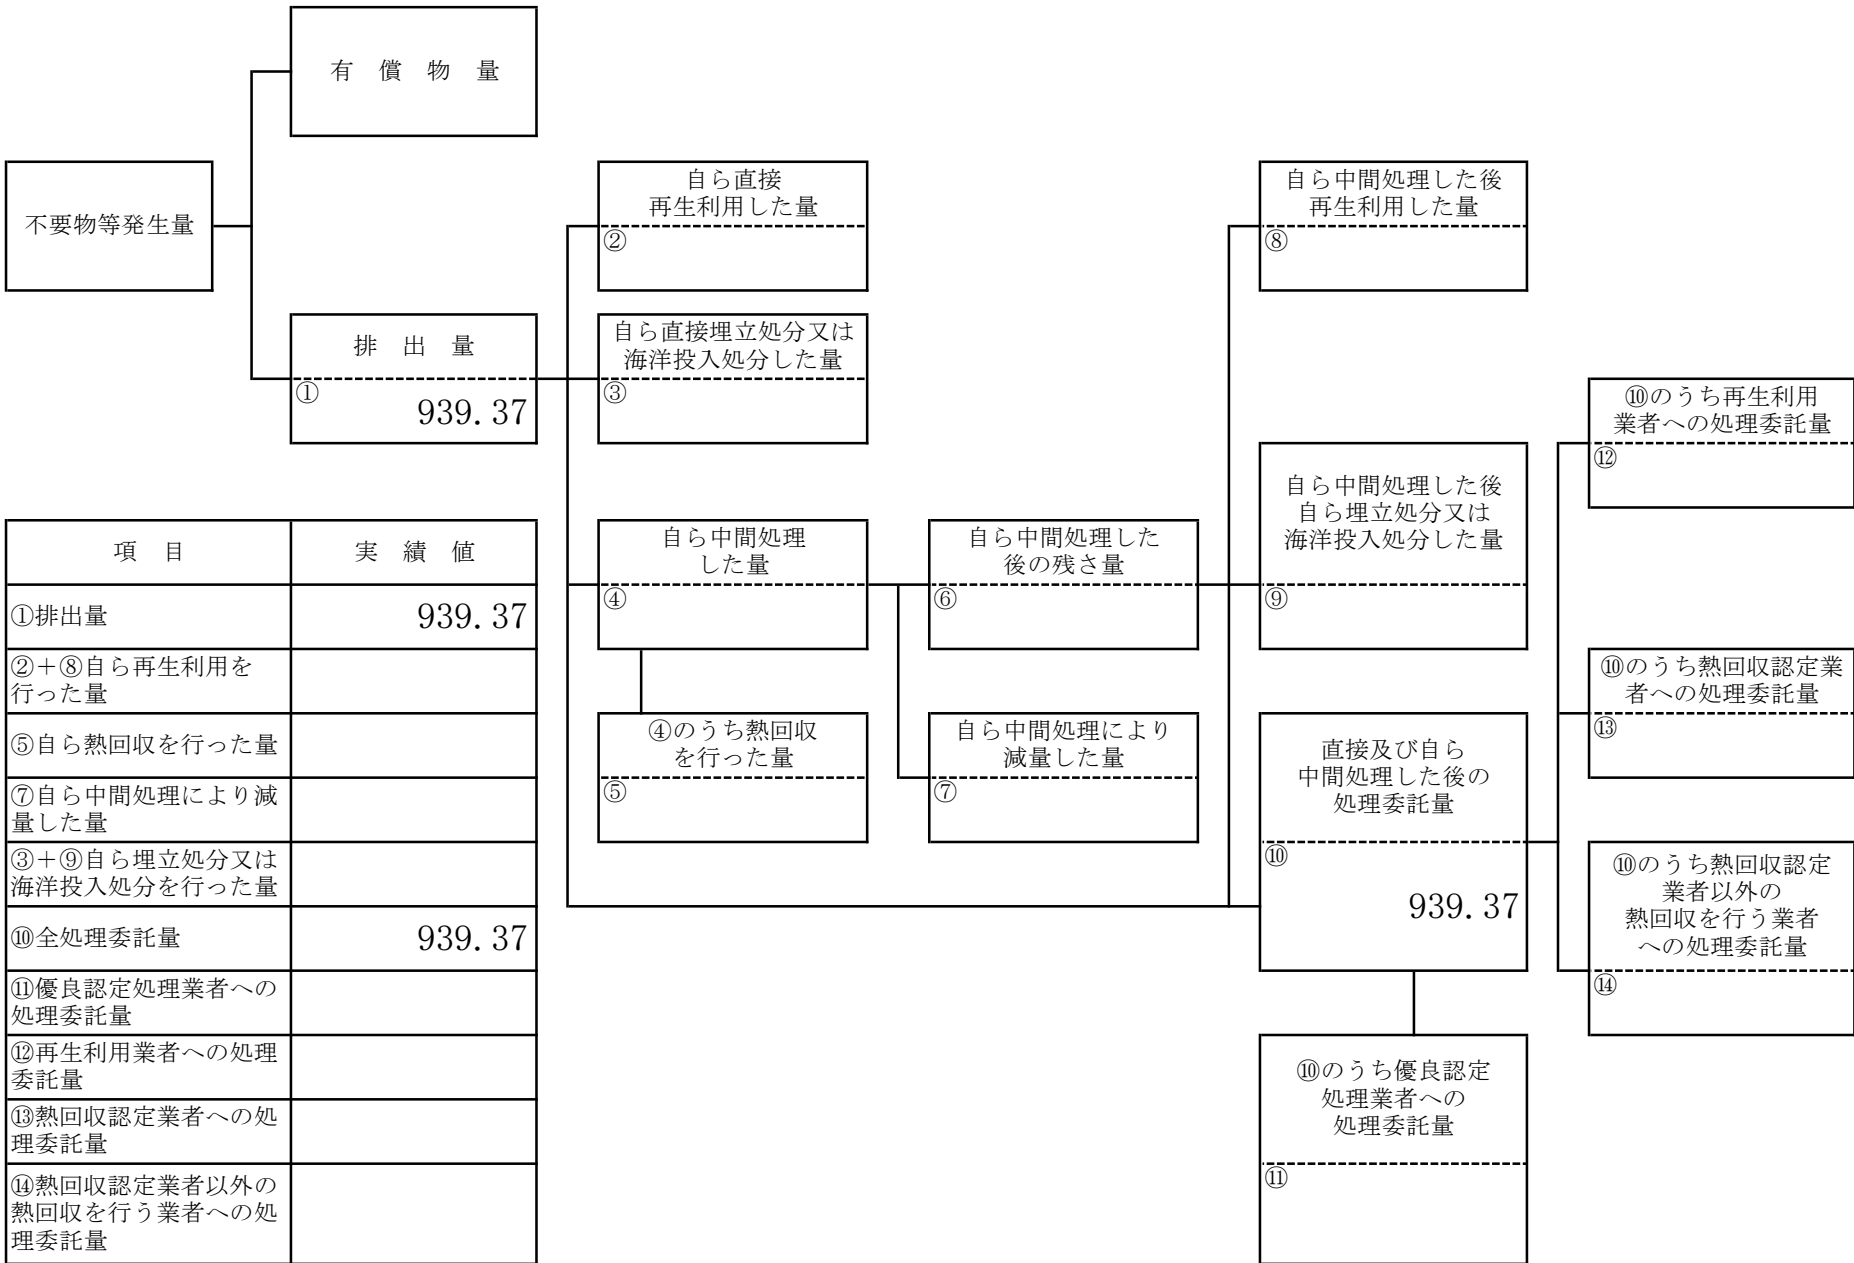 有 償 物 量
不要物等発生量
排 出 量
①
939.37
自ら直接
再生利用した量
②
自ら直接埋立処分又は
海洋投入処分した量
③
自ら中間処理
した量
④
④のうち熱回収
を行った量
⑤
自ら中間処理した
後の残さ量
⑥
自ら中間処理により
減量した量
⑦
自ら中間処理した後
再生利用した量
⑧
自ら中間処理した後
自ら埋立処分又は
海洋投入処分した量
⑨
直接及び自ら
中間処理した後の
処理委託量
⑩
939.37
⑩のうち優良認定
処理業者への
処理委託量
⑪
⑩のうち再生利用
業者への処理委託量
⑫
⑩のうち熱回収認定業
者への処理委託量
⑬
⑩のうち熱回収認定
業者以外の
熱回収を行う業者
への処理委託量
⑭
項 目 実 績 値
①排出量 939.37
②＋⑧自ら再生利用を
行った量
⑤自ら熱回収を行った量
⑦自ら中間処理により減
量した量
③＋⑨自ら埋立処分又は
海洋投入処分を行った量
⑩全処理委託量 939.37
⑪優良認定処理業者への
処理委託量
⑫再生利用業者への処理
委託量
⑬熱回収認定業者への処
理委託量
⑭熱回収認定業者以外の
熱回収を行う業者への処
理委託量